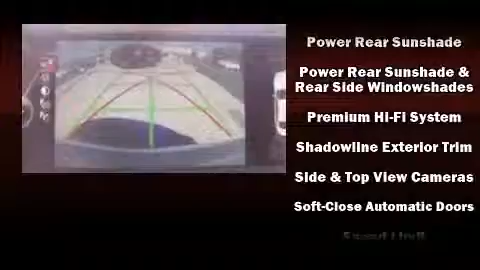 Power Rear Sunshade
Power Rear Sunshade &
Rear Side Windowshades
Premium Hi-Fi System
Shadowline Exterior Trim
Side & Top View Cameras
Soft-Close Automatic Doors